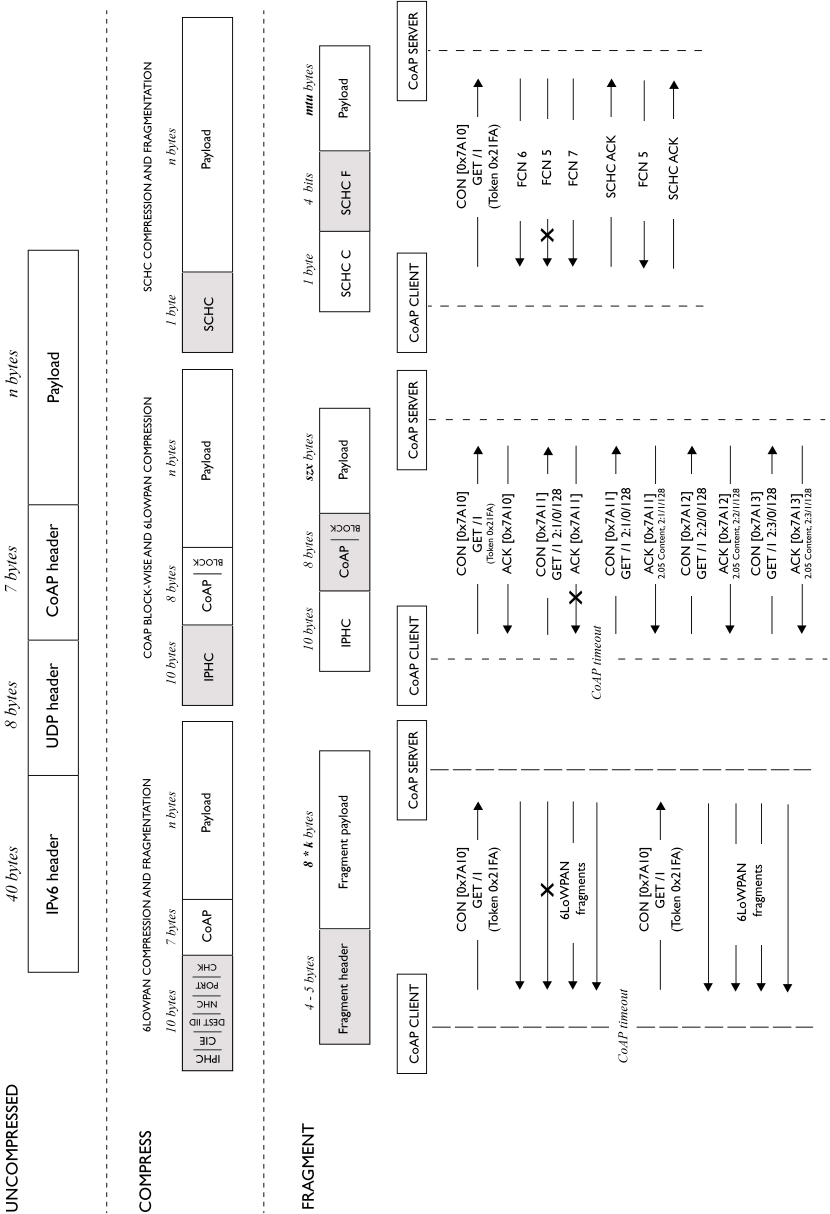 UNCOMPRESSED
40 bytes
8 bytes
7 bytes
n bytes
IPv6 header
UDP header
CoAP header
Payload
COMPRESS
6LOWPAN COMPRESSION AND FRAGMENTATION
10 bytes
7 bytes
n bytes
IPHC
CIE
DEST IID
NHC
PORT
CHK
CoAP
Payload
COAP BLOCK-WISE AND 6LOWPAN COMPRESSION
10 bytes
8 bytes
n bytes
IPHC
CoAP
BLOCK
Payload
SCHC COMPRESSION AND FRAGMENTATION
1 byte
n bytes
SCHC
Payload
FRAGMENT
4 - 5 bytes
8 * k bytes
Fragment header
Fragment payload
10 bytes
8 bytes
szx bytes
IPHC
CoAP
BLOCK
Payload
1 byte
4 bits
mtu bytes
SCHC C
SCHC F
Payload
CoAP CLIENT
CoAP SERVER
CON [0x7A10]
GET /1
(Token 0x21FA)
6LoWPAN
fragments
CoAP timeout
CON [0x7A10]
GET /1
(Token 0x21FA)
6LoWPAN
fragments
CoAP CLIENT
CoAP SERVER
CON [0x7A10]
GET /1
(Token 0x21FA)
ACK [0x7A10]
CON [0x7A11]
GET /1 2:1/0/128
ACK [0x7A11]
CoAP timeout
CON [0x7A11]
GET /1 2:1/0/128
ACK [0x7A11]
2.05 Content, 2:1/1/128
CON [0x7A12]
GET /1 2:2/0/128
ACK [0x7A12]
2.05 Content, 2:2/1/128
CON [0x7A13]
GET /1 2:3/0/128
ACK [0x7A13]
2.05 Content, 2:3/1/128
CoAP CLIENT
CoAP SERVER
CON [0x7A10]
GET /1
(Token 0x21FA)
FCN 6
FCN 5
FCN 7
SCHC ACK
FCN 5
SCHC ACK